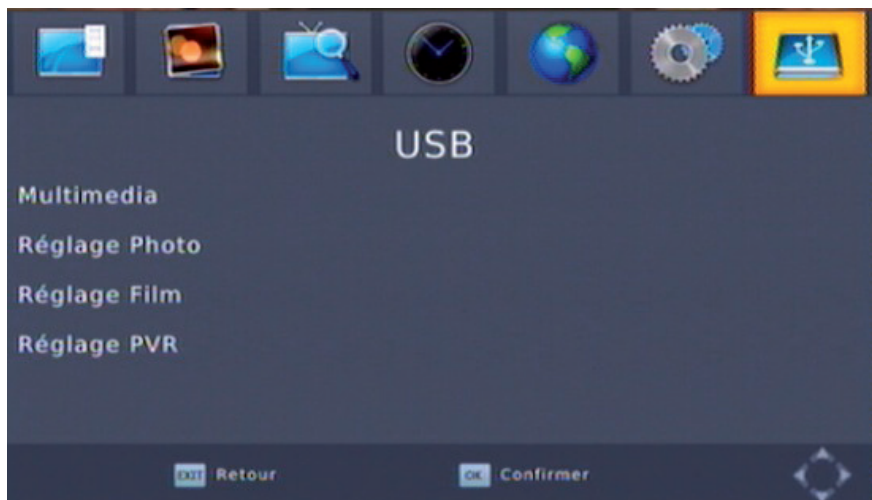 USB
Multimedia
Réglage Photo
Réglage Film
Réglage PVR
EXIT Retour OK Confirmer